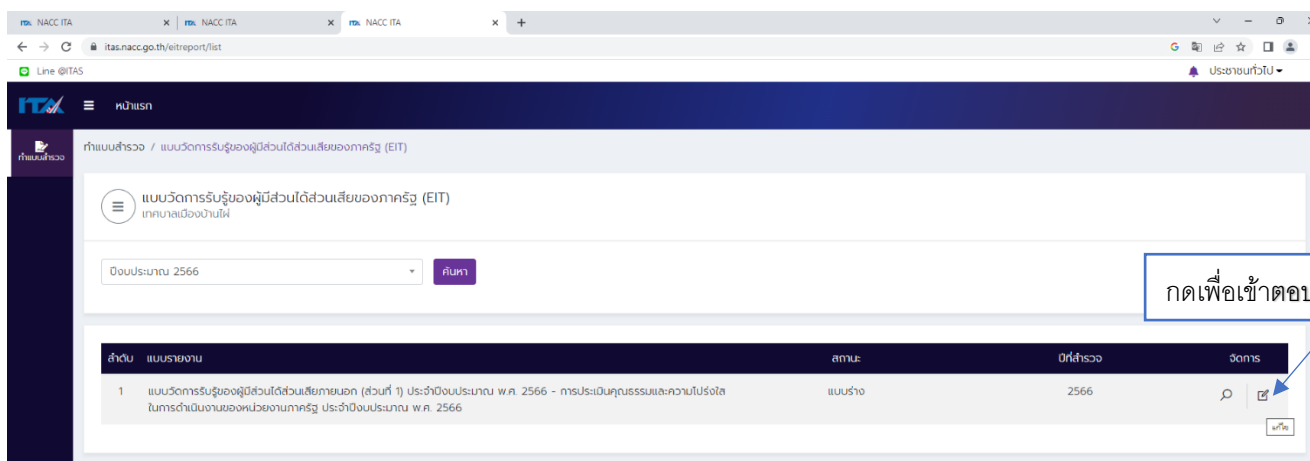 NACC ITA
NACC ITA
NACC ITA
itas.nacc.go.th/eitreport/list
Line @ITAS
ประชาชนทั่วไป
ITA
หน้าแรก
ทำแบบสำรวจ
ทำแบบสำรวจ / แบบวัดการรับรู้ของผู้มีส่วนได้ส่วนเสียของภาครัฐ (EIT)
แบบวัดการรับรู้ของผู้มีส่วนได้ส่วนเสียของภาครัฐ (EIT)
เทศบาลเมืองบ้านไผ่
ปีงบประมาณ 2566
ค้นหา
กดเพื่อเข้าตอบ
ลำดับ แบบรายงาน สถานะ ปีที่สำรวจ จัดการ
1 แบบวัดการรับรู้ของผู้มีส่วนได้ส่วนเสียภายนอก (ส่วนที่ 1) ประจำปีงบประมาณ พ.ศ. 2566 - การประเมินคุณธรรมและความโปร่งใส แบบร่าง 2566
ในการดำเนินงานของหน่วยงานภาครัฐ ประจำปีงบประมาณ พ.ศ. 2566
แก้ไข